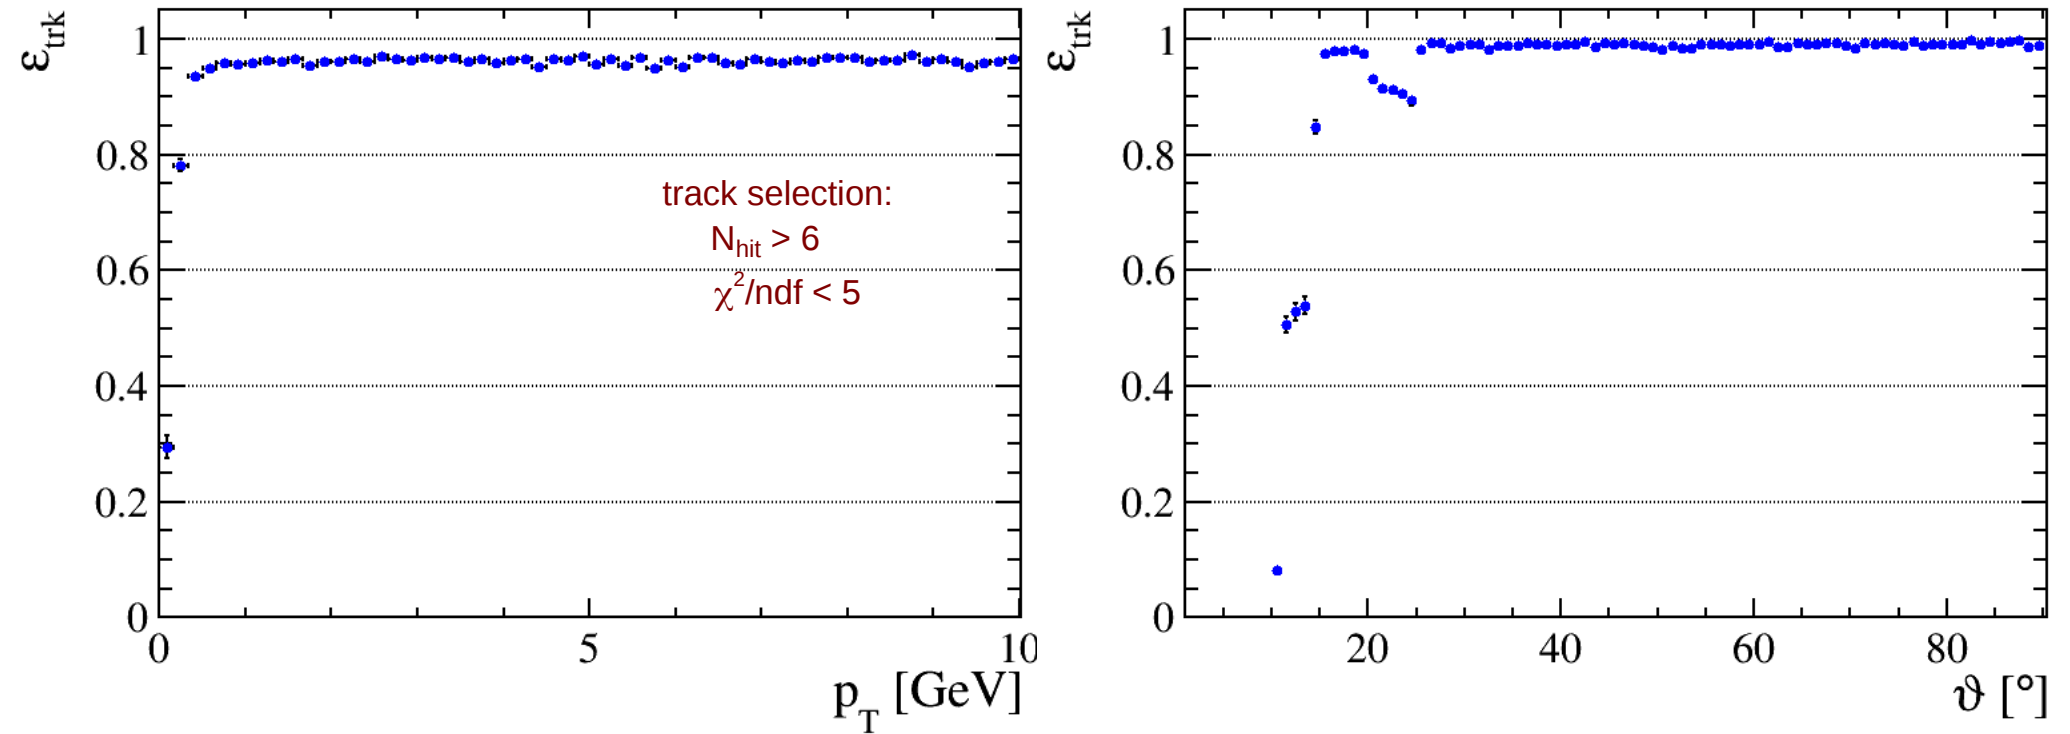 ε_trk
1
0.8
0.6
0.4
0.2
0
0 5 10
p_T [GeV]
track selection:
N_hit > 6
χ²/ndf < 5
ε_trk
1
0.8
0.6
0.4
0.2
0
20 40 60 80
ϑ [°]